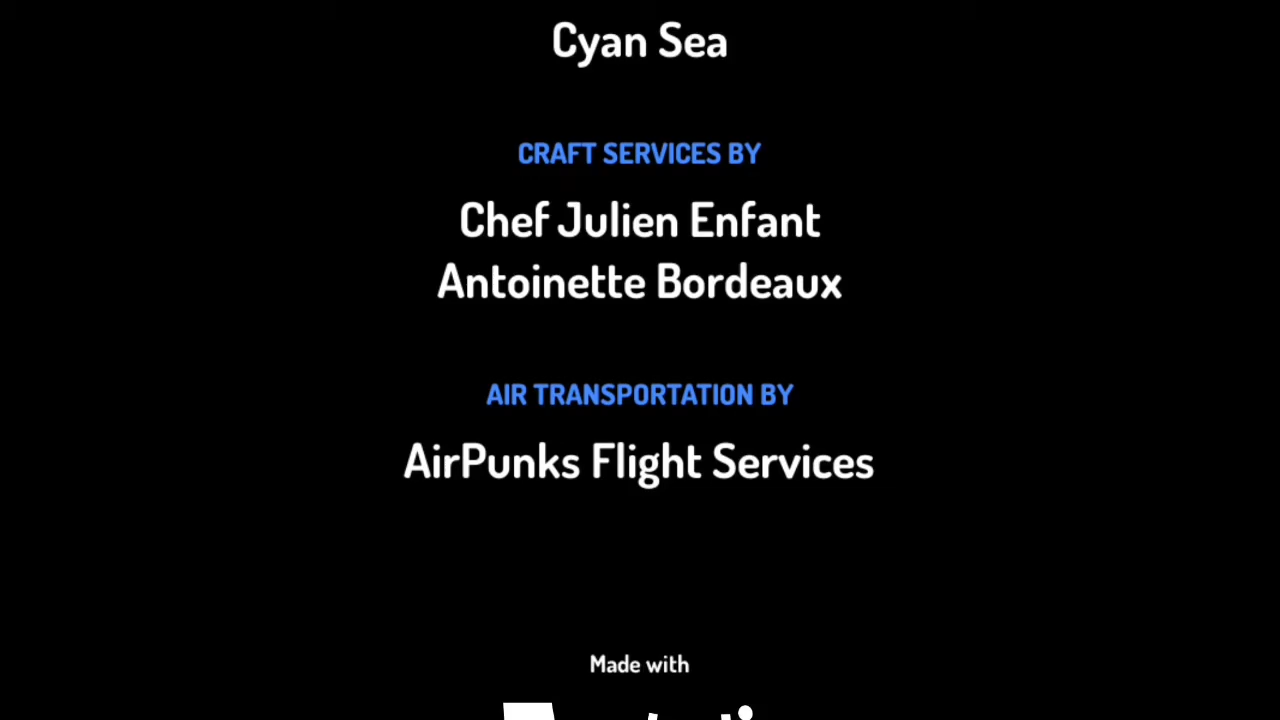 Cyan Sea
CRAFT SERVICES BY
Chef Julien Enfant
Antoinette Bordeaux
AIR TRANSPORTATION BY
AirPunks Flight Services
Made with